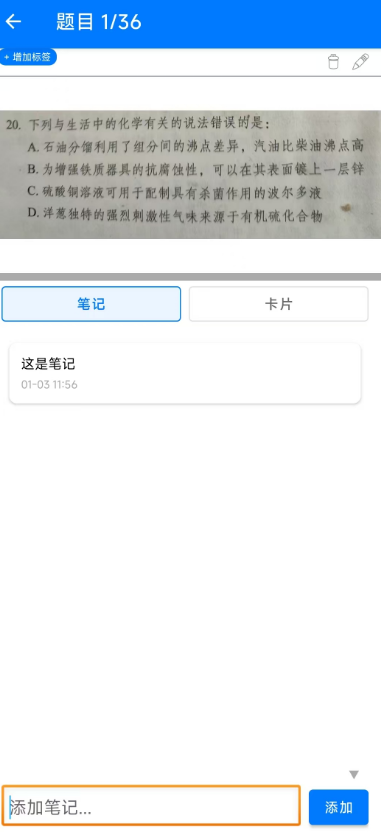 题目 1/36
+ 增加标签
20. 下列与生活中的化学有关的说法错误的是：
A. 石油分馏利用了组分间的沸点差异，汽油比柴油沸点高
B. 为增强铁质器具的抗腐蚀性，可以在其表面镀上一层锌
C. 硫酸铜溶液可用于配制具有杀菌作用的波尔多液
D. 洋葱独特的强烈刺激性气味来源于有机硫化合物
笔记
卡片
这是笔记
01-03 11:56
添加笔记...
添加